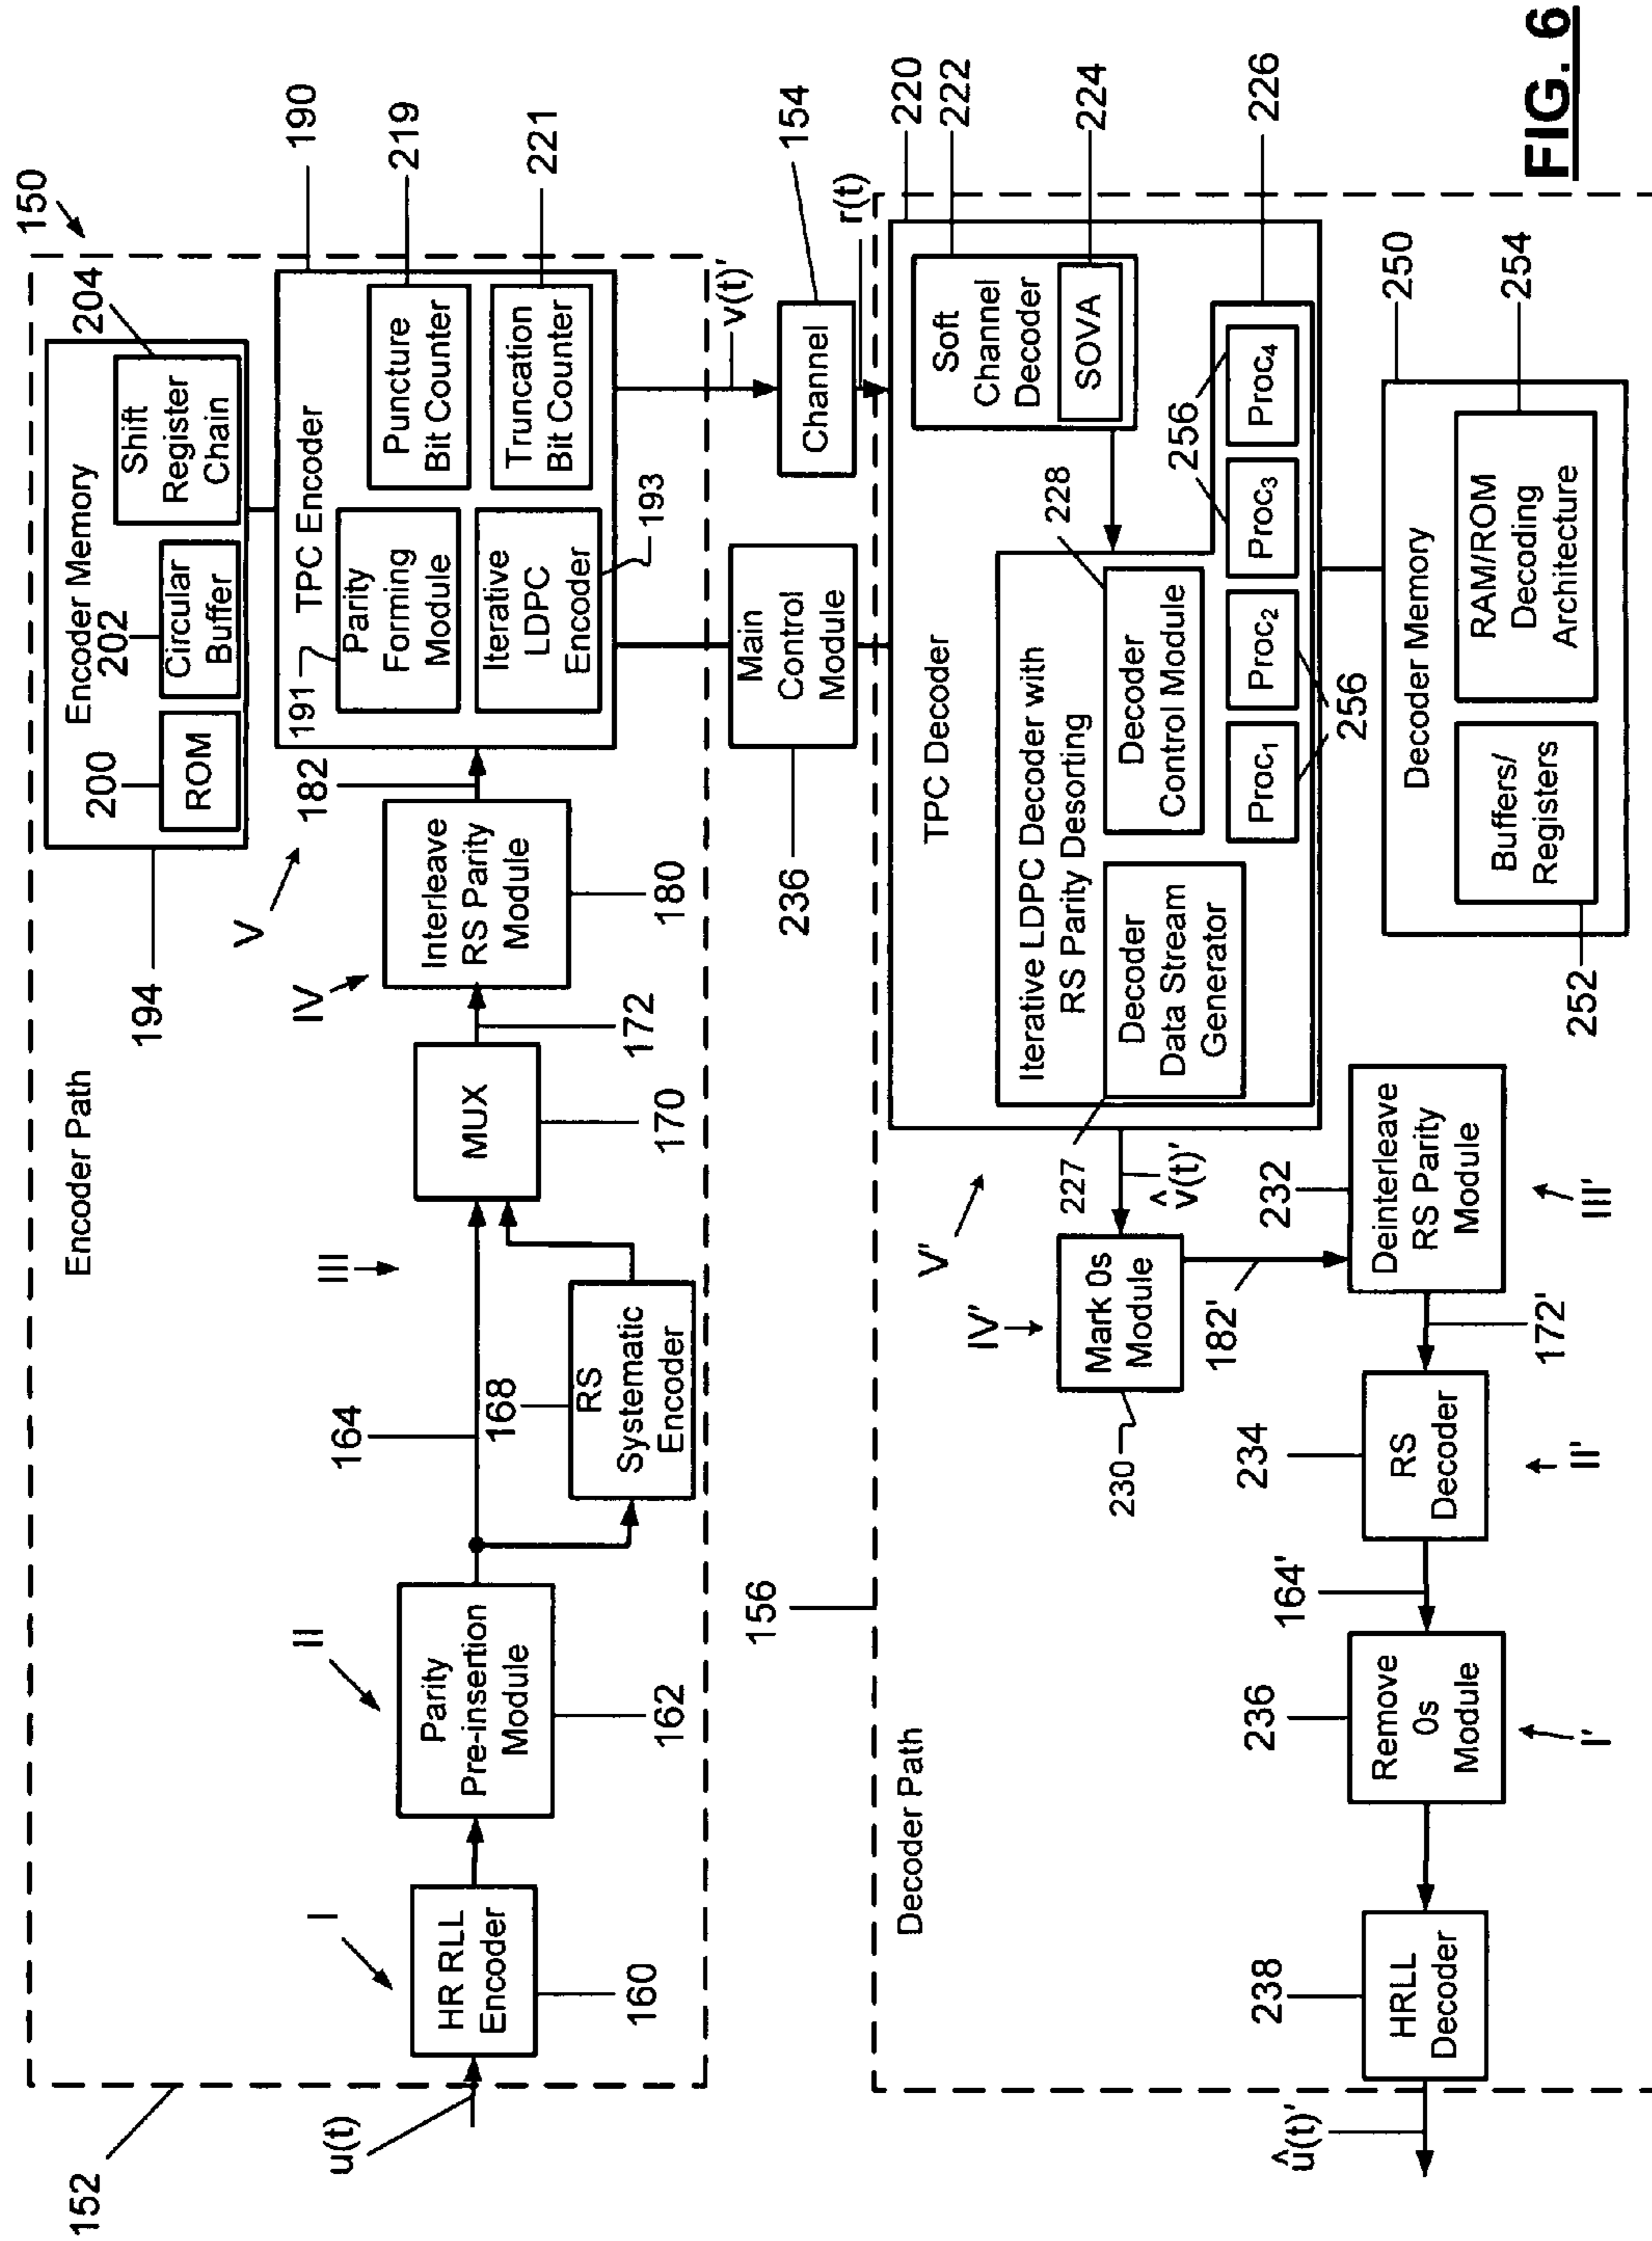 150
Encoder Path
152
u(t)
I
HR RLL
Encoder
160
II
Parity
Pre-insertion
Module
162
164
168
RS
Systematic
Encoder
III
MUX
170
172
IV
Interleave
RS Parity
Module
180
V
182
194
Encoder Memory
200
ROM
202
Circular
Buffer
204
Shift
Register
Chain
190
TPC Encoder
191
Parity
Forming
Module
Iterative
LDPC
Encoder
193
Puncture
Bit Counter
219
Truncation
Bit Counter
221
v(t)'
Channel
154
r(t)
Main
Control
Module
236
156
Decoder Path
220
TPC Decoder
222
Soft
Channel
Decoder
224
SOVA
226
Iterative LDPC Decoder with
RS Parity Desorting
227
Decoder
Data Stream
Generator
228
Decoder
Control Module
Proc1
Proc2
Proc3
Proc4
256
256
250
Decoder Memory
252
Buffers/
Registers
254
RAM/ROM
Decoding
Architecture
V'
v̂(t)'
IV'
Mark 0s
Module
230
182'
232
Deinterleave
RS Parity
Module
III'
172'
234
RS
Decoder
II'
164'
236
Remove
0s
Module
I'
238
HRLL
Decoder
û(t)'
FIG. 6